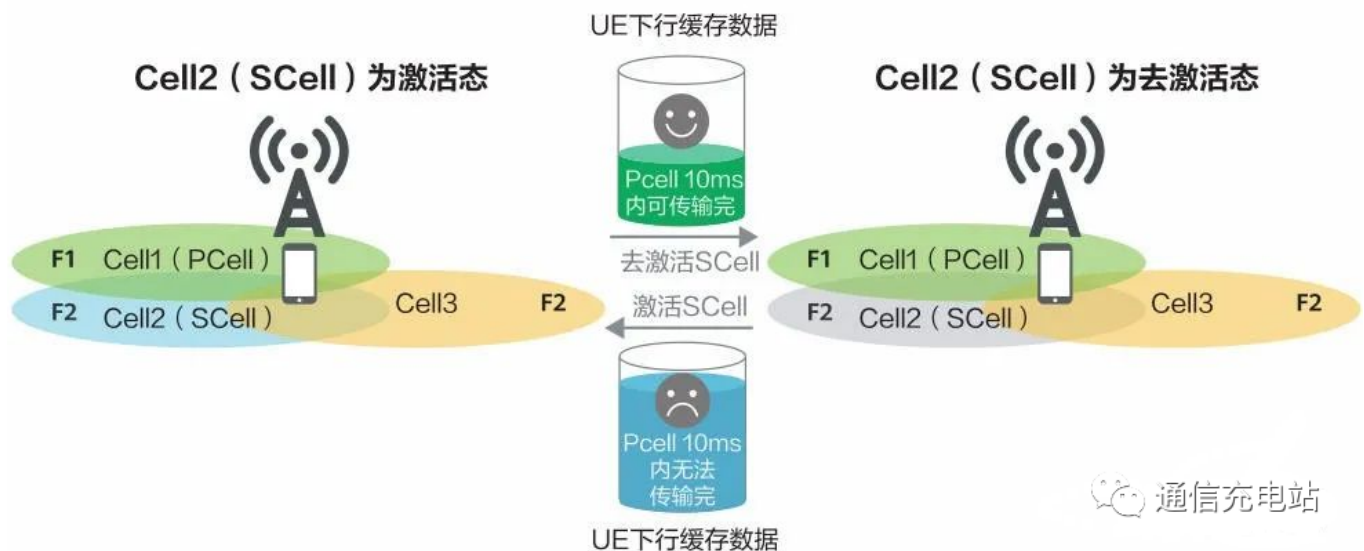 UE下行缓存数据
Cell2（SCell）为激活态
Cell2（SCell）为去激活态
Pcell 10ms
内可传输完
F1 Cell1（PCell）
去激活SCell
F1 Cell1（PCell）
F2 Cell2（SCell）
Cell3 F2
激活SCell
F2 Cell2（SCell）
Cell3 F2
Pcell 10ms
内无法
传输完
UE下行缓存数据
通信充电站